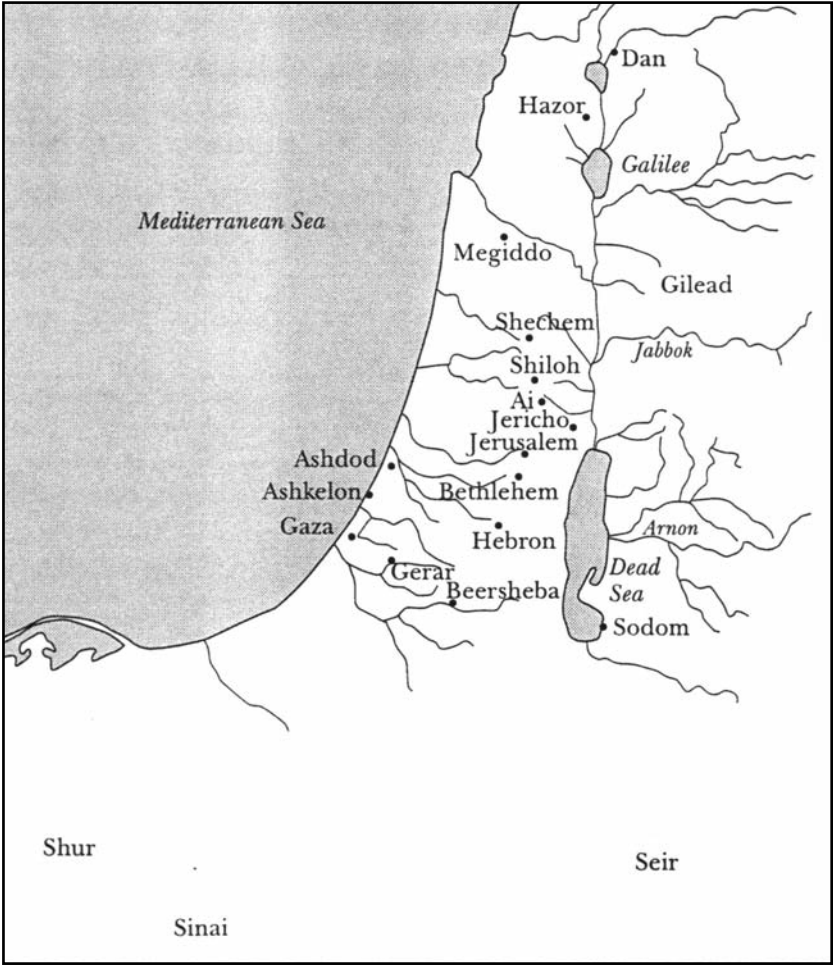 Dan
Hazor
Galilee
Mediterranean Sea
Megiddo
Gilead
Shechem
Jabbok
Shiloh
Ai
Jericho
Jerusalem
Ashdod
Ashkelon
Bethlehem
Gaza
Hebron
Arnon
Gerar
Dead
Sea
Beersheba
Sodom
Shur
Seir
Sinai